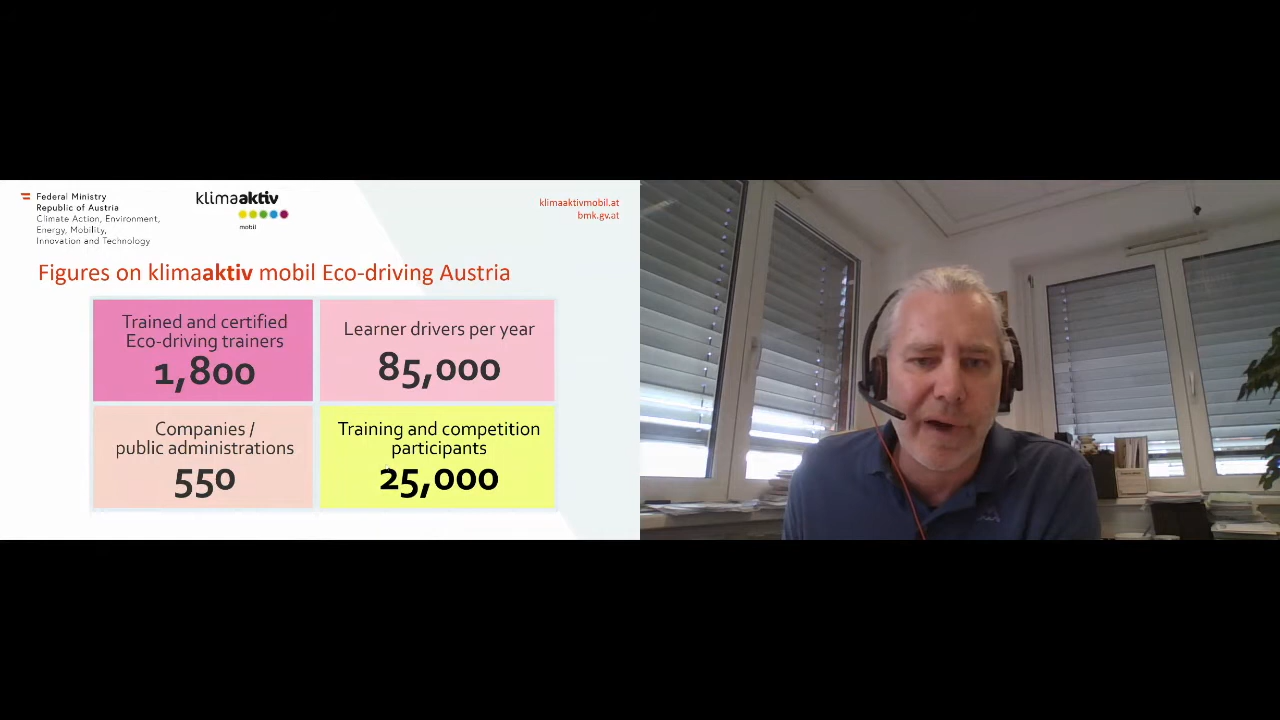 Federal Ministry
Republic of Austria
Climate Action, Environment,
Energy, Mobility,
Innovation and Technology
klimaaktiv
mobil
klimaaktivmobil.at
bmk.gv.at
Figures on klimaaktiv mobil Eco-driving Austria
Trained and certified
Eco-driving trainers
1,800
Learner drivers per year
85,000
Companies /
public administrations
550
Training and competition
participants
25,000